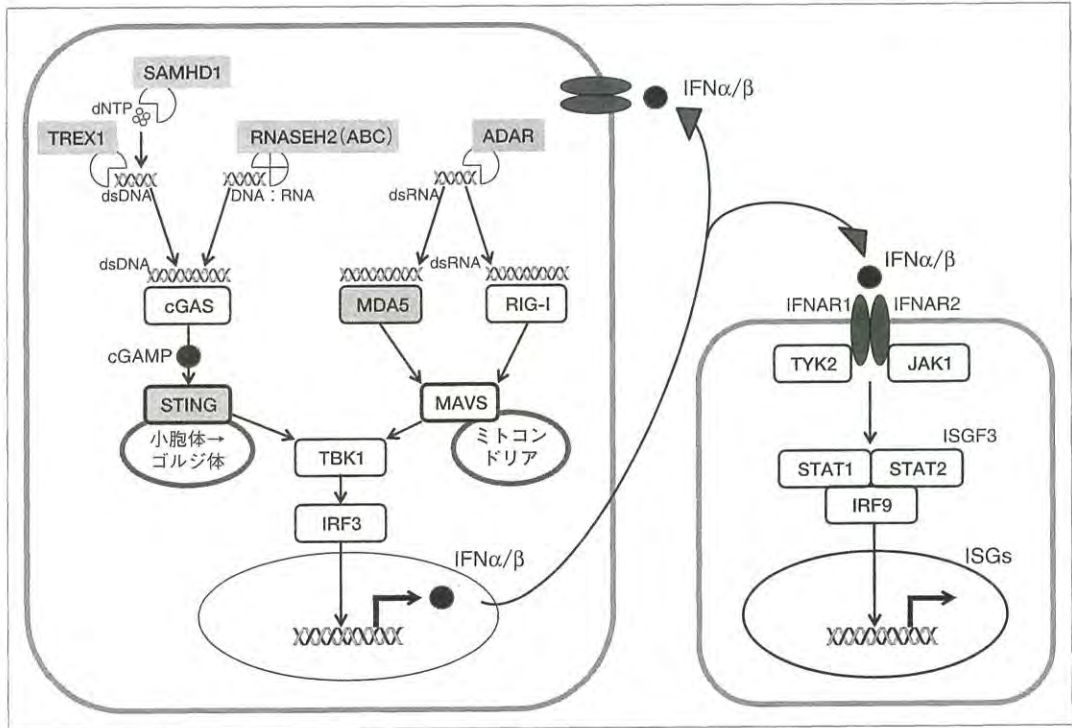 SAMHD1
dNTP
TREX1
RNASEH2(ABC)
ADAR
dsDNA
DNA:RNA
dsRNA
dsDNA
dsRNA
cGAS
MDA5
RIG-I
cGAMP
STING
MAVS
小胞体→
ゴルジ体
ミトコン
ドリア
TBK1
IRF3
IFNα/β
IFNα/β
IFNα/β
IFNAR1
IFNAR2
TYK2
JAK1
ISGF3
STAT1
STAT2
IRF9
ISGs